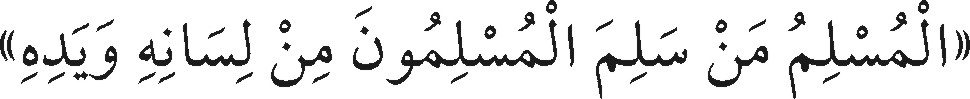 «الْمُسْلِمُ مَنْ سَلِمَ الْمُسْلِمُونَ مِنْ لِسَانِهِ وَيَدِهِ»